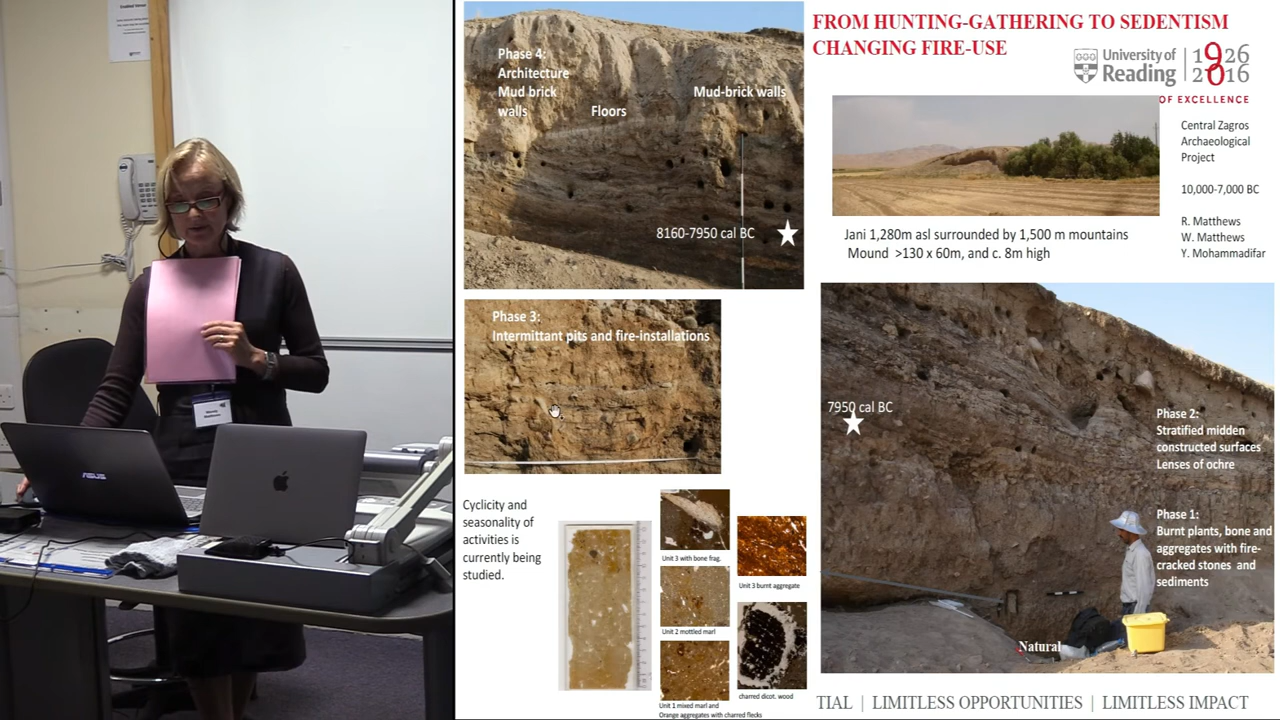 Phase 4:
Architecture
Mud brick
walls
Floors
Mud-brick walls
8160-7950 cal BC
Phase 3:
Intermittant pits and fire-installations
Cyclicity and
seasonality of
activities is
currently being
studied.
Unit 3 with bone frag.
Unit 2 mottled marl
Unit 1 mixed marl and
Orange aggregates with charred flecks
Unit 3 burnt aggregate
charred dicot. wood
FROM HUNTING-GATHERING TO SEDENTISM
CHANGING FIRE-USE
University of
Reading
1926
2016
OF EXCELLENCE
Central Zagros
Archaeological
Project
10,000-7,000 BC
R. Matthews
W. Matthews
Y. Mohammadifar
Jani 1,280m asl surrounded by 1,500 m mountains
Mound >130 x 60m, and c. 8m high
7950 cal BC
Phase 2:
Stratified midden
constructed surfaces
Lenses of ochre
Phase 1:
Burnt plants, bone and
aggregates with fire-
cracked stones and
sediments
Natural
TIAL | LIMITLESS OPPORTUNITIES | LIMITLESS IMPACT
ASUS